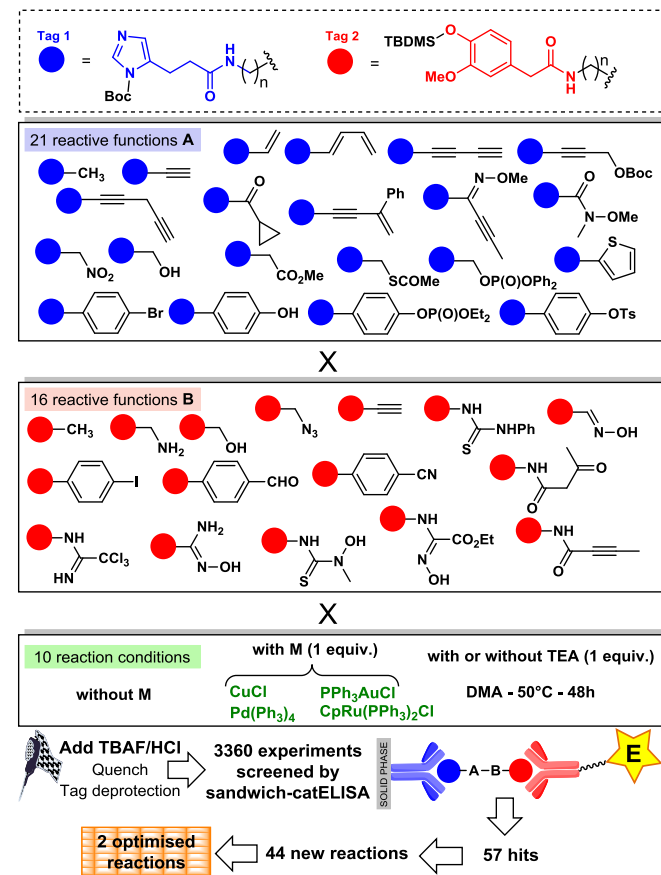 Tag 1
=
N
N
Boc
O
H
N
n
Tag 2
=
TBDMS
O
MeO
O
N
H
n
21 reactive functions A
CH3
OBoc
O
Ph
N
OMe
O
N
OMe
NO2
OH
CO2Me
SCOMe
OP(O)OPh2
S
Br
OH
OP(O)OEt2
OTs
X
16 reactive functions B
CH3
NH2
OH
N3
NH
S
NHPh
N
OH
I
CHO
CN
NH
O
O
NH
CCl3
NH
NH2
N
OH
NH
OH
N
S
NH
CO2Et
N
OH
NH
O
X
10 reaction conditions
with M (1 equiv.)
with or without TEA (1 equiv.)
without M
CuCl
PPh3AuCl
Pd(Ph3)4
CpRu(PPh3)2Cl
DMA - 50°C - 48h
Add TBAF/HCl
Quench
Tag deprotection
3360 experiments
screened by
sandwich-catELISA
SOLID PHASE
A
B
E
57 hits
44 new reactions
2 optimised
reactions